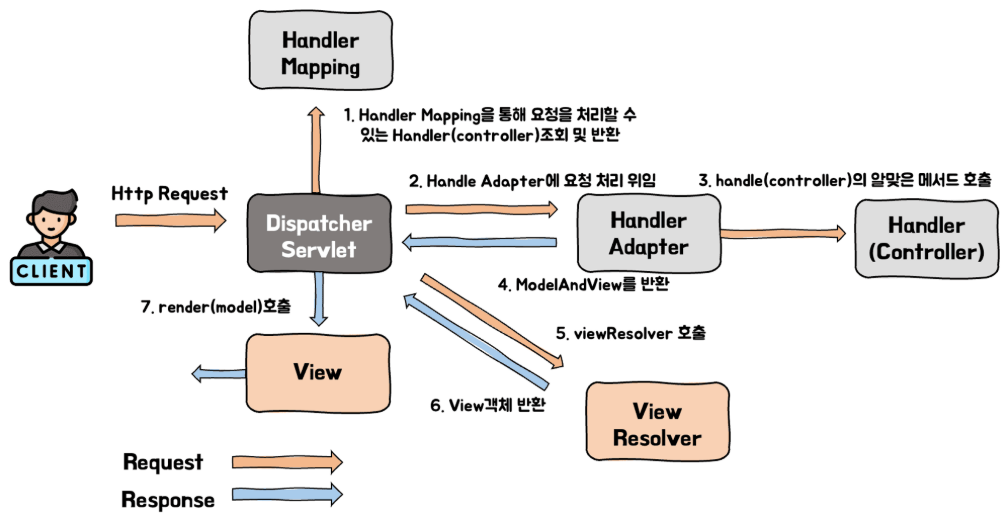 Handler
Mapping
1. Handler Mapping을 통해 요청을 처리할 수
있는 Handler(controller)조회 및 반환
Http Request
2. Handle Adapter에 요청 처리 위임
3. handle(controller)의 알맞은 메서드 호출
CLIENT
Dispatcher
Servlet
Handler
Adapter
Handler
(Controller)
4. ModelAndView를 반환
7. render(model)호출
5. viewResolver 호출
View
6. View객체 반환
View
Resolver
Request
Response